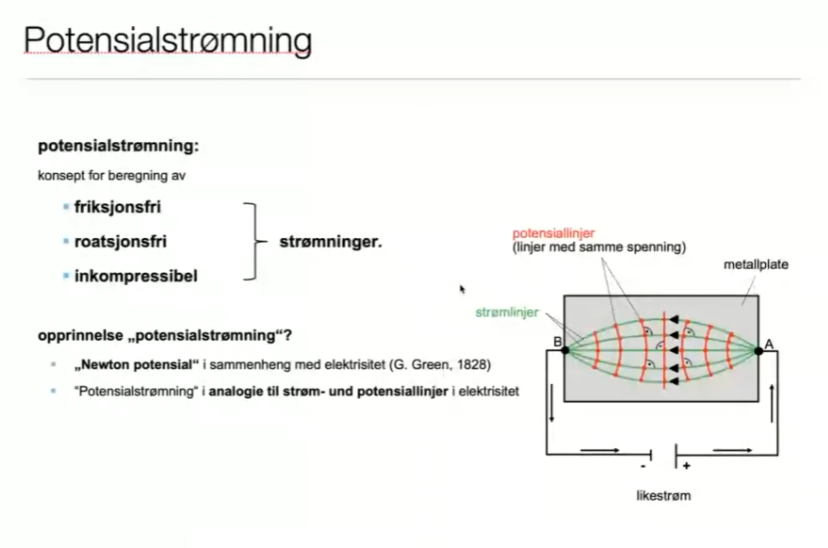 Potensialstrømning
potensialstrømning:
konsept for beregning av
friksjonsfri
roatsjonsfri
strømninger.
inkompressibel
opprinnelse „potensialstrømning“?
„Newton potensial“ i sammenheng med elektrisitet (G. Green, 1828)
“Potensialstrømning“ i analogie til strøm- und potensiallinjer i elektrisitet
potensiallinjer
(linjer med samme spenning)
metallplate
strømlinjer
B
A
- +
likestrøm